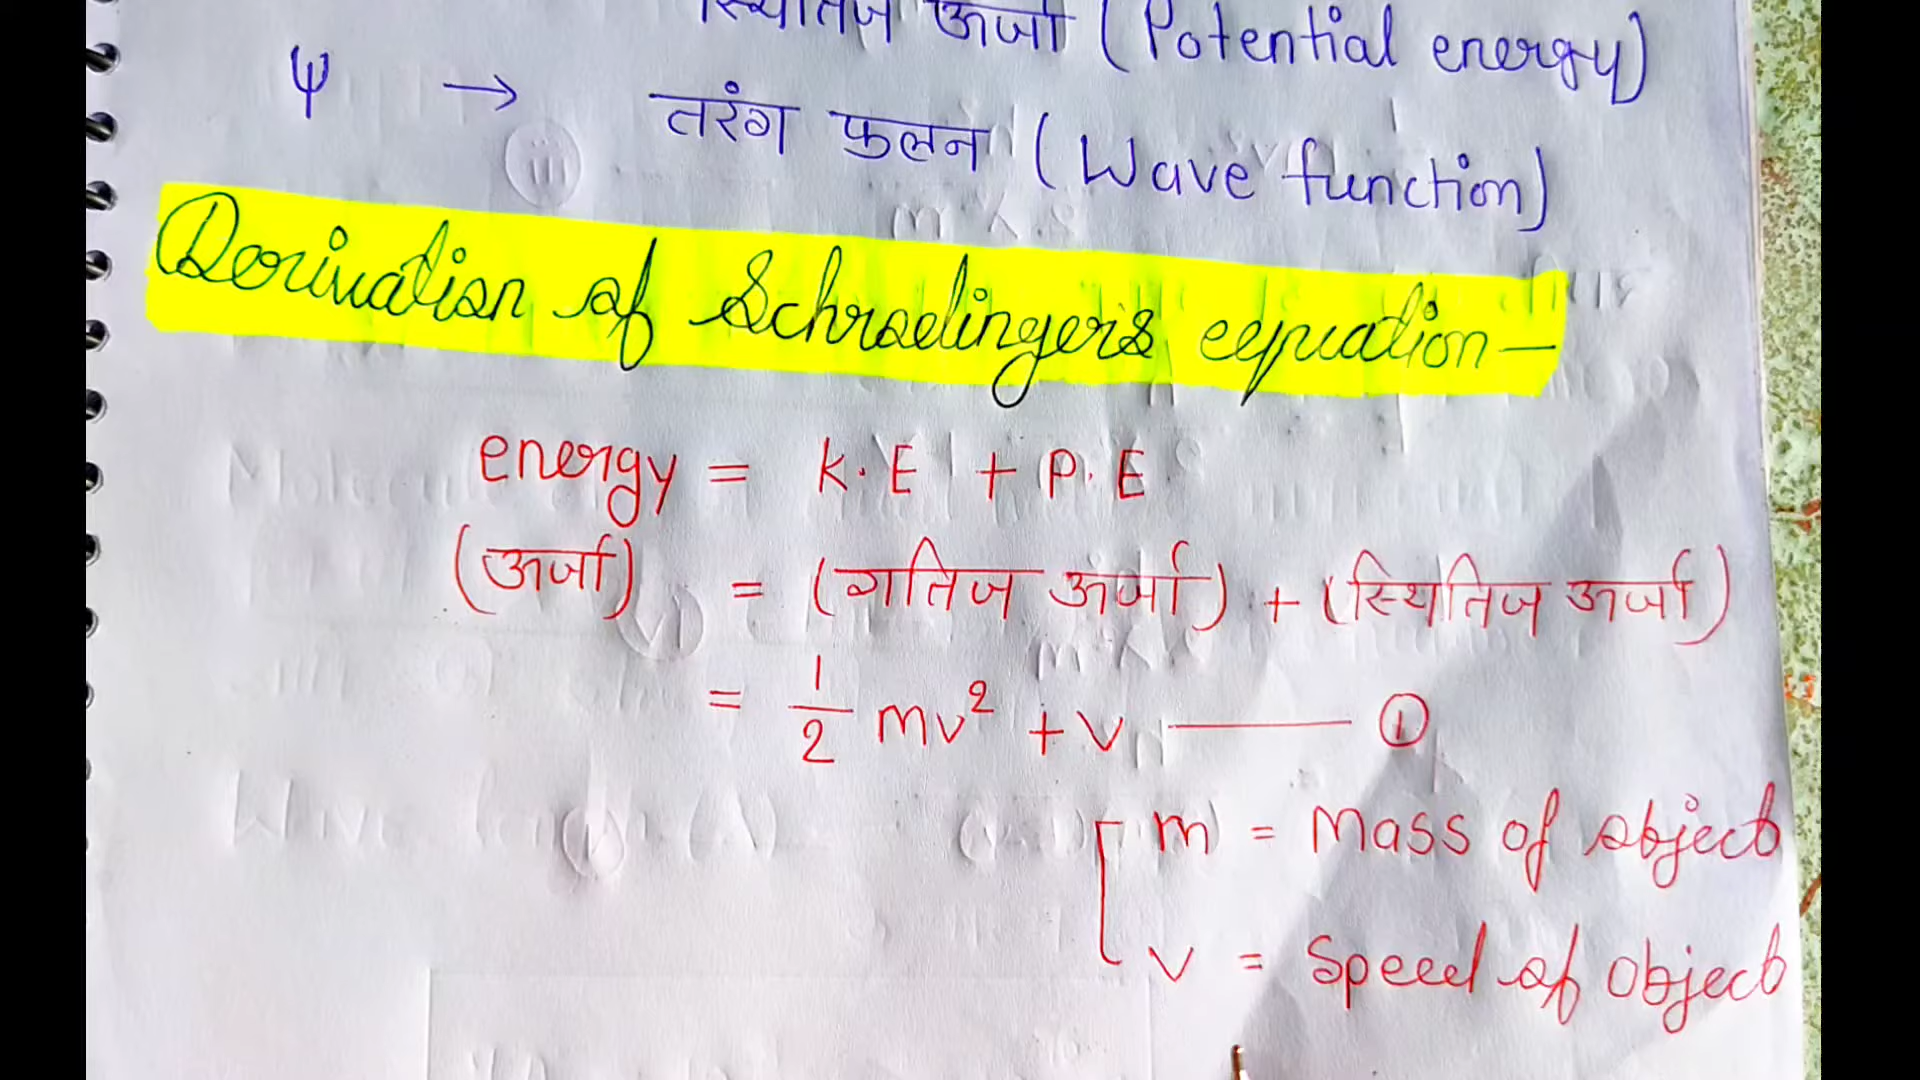 स्थितिज ऊर्जा (Potential energy)
ψ → तरंग फलन (Wave function)
Derivation of Schrodingers equation—
energy = K.E + P.E
(ऊर्जा) = (गतिज ऊर्जा) + (स्थितिज ऊर्जा)
= 1/2 mv² + V —— ①
[ m = Mass of object
v = Speed of object